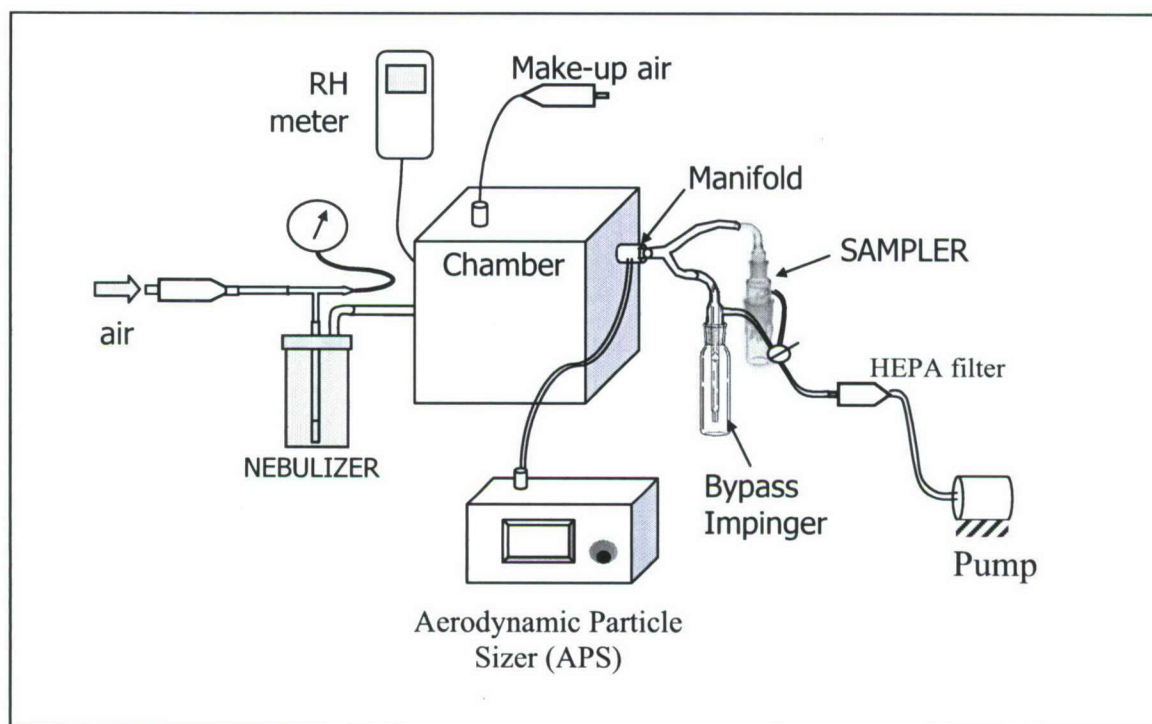 Make-up air
RH
meter
Manifold
Chamber
SAMPLER
air
HEPA filter
NEBULIZER
Bypass
Impinger
Pump
Aerodynamic Particle
Sizer (APS)